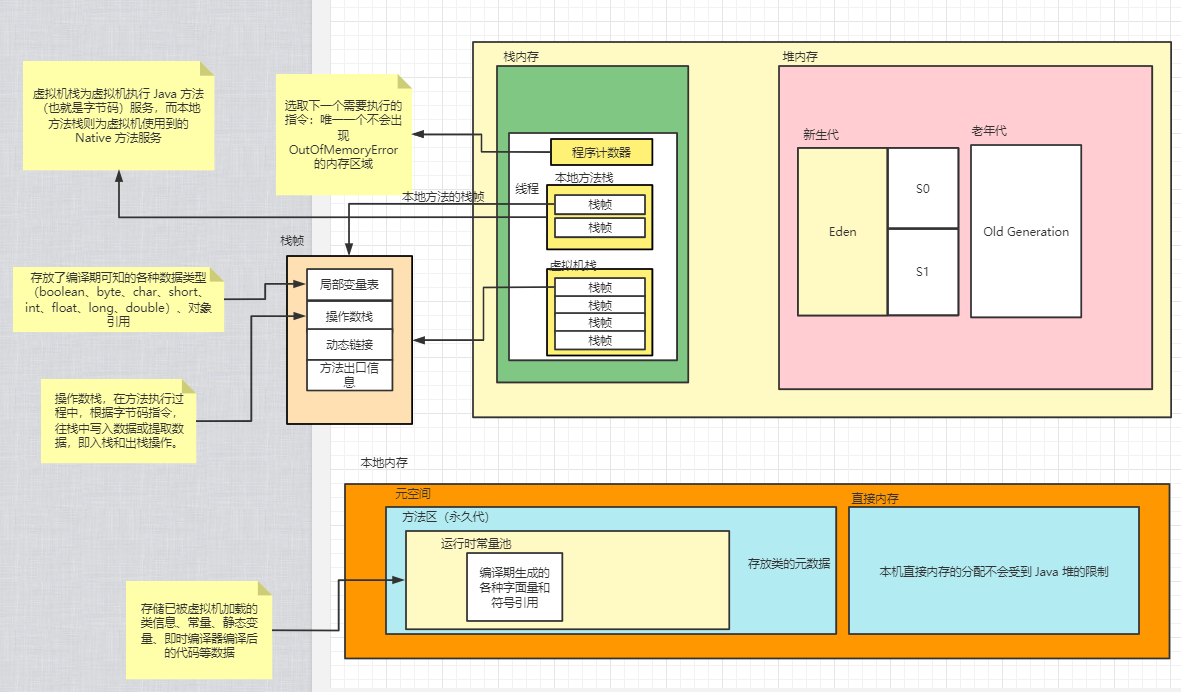 虚拟机栈为虚拟机执行 Java 方法
（也就是字节码）服务，而本地
方法栈则为虚拟机使用到的
Native 方法服务
选取下一个需要执行的
指令；唯一一个不会出
现
OutOfMemoryError
的内存区域
栈内存
堆内存
程序计数器
线程
本地方法栈
栈帧
栈帧
虚拟机栈
栈帧
栈帧
栈帧
栈帧
新生代
老年代
Eden
S0
S1
Old Generation
本地方法的栈帧
栈帧
局部变量表
操作数栈
动态链接
方法出口信
息
存放了编译期可知的各种数据类型
（boolean、byte、char、short、
int、float、long、double）、对象
引用
操作数栈，在方法执行过
程中，根据字节码指令，
往栈中写入数据或提取数
据，即入栈和出栈操作。
本地内存
元空间
方法区（永久代）
运行时常量池
编译期生成的
各种字面量和
符号引用
存放类的元数据
直接内存
本机直接内存的分配不会受到 Java 堆的限制
存储已被虚拟机加载的
类信息、常量、静态变
量、即时编译器编译后
的代码等数据